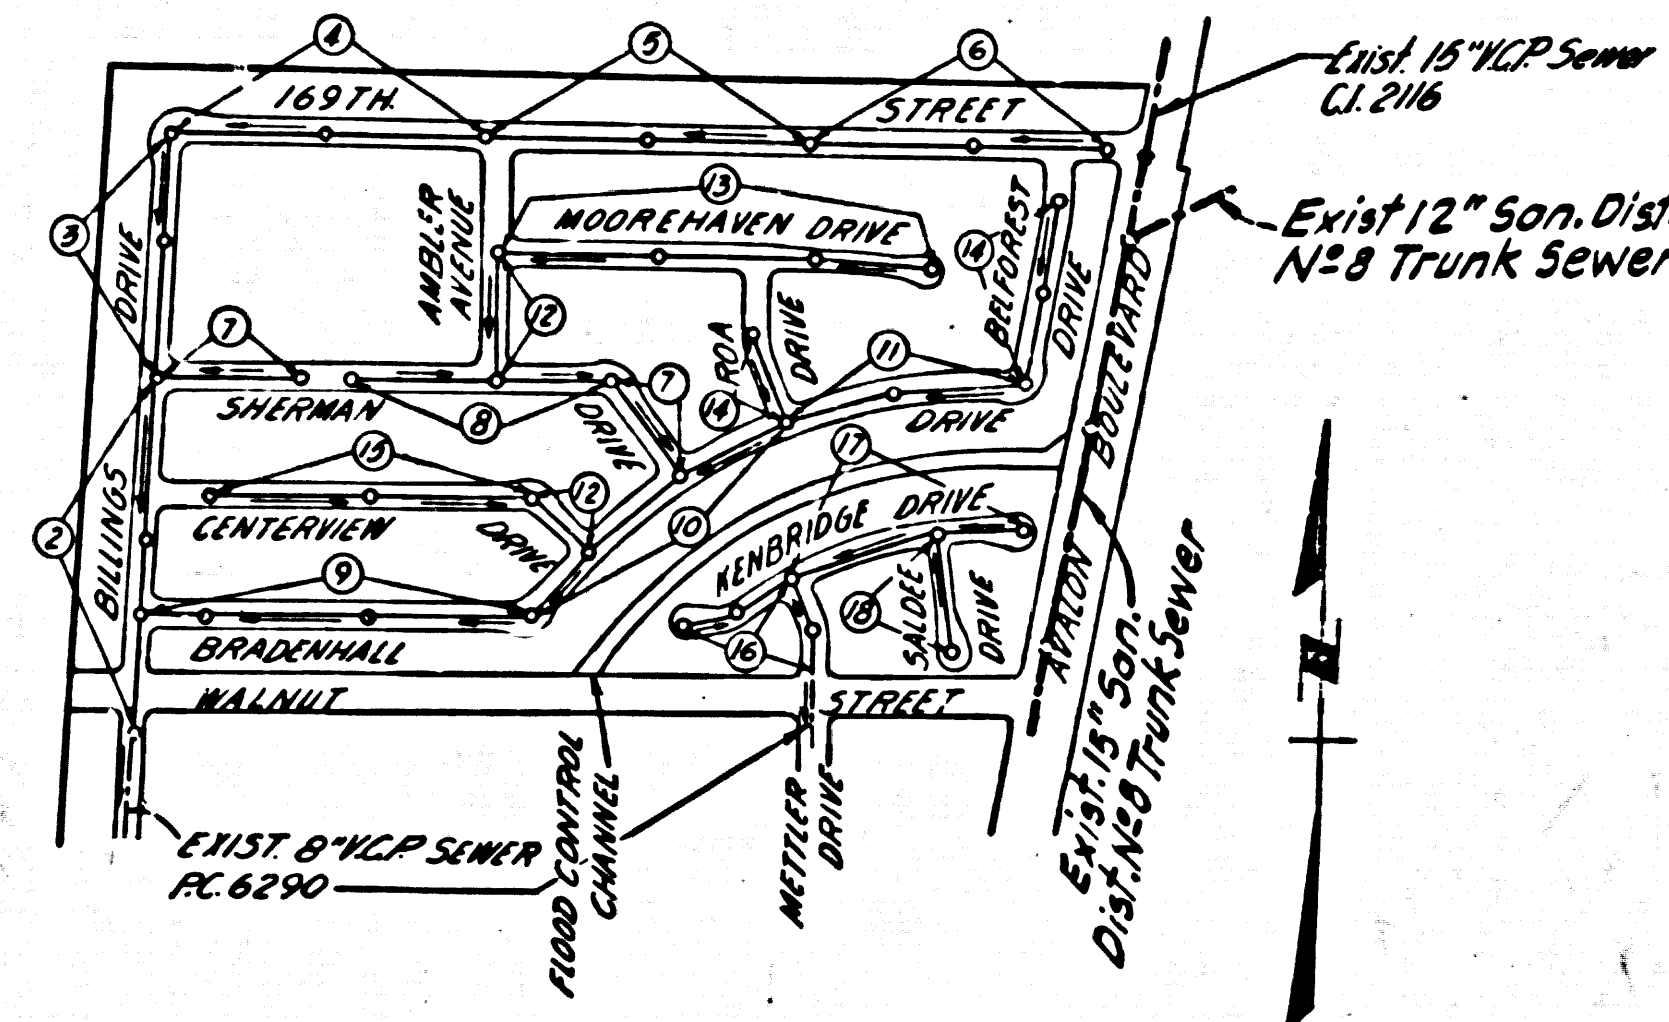 4
5
6
Exist. 15" V.C.P. Sewer
C.I. 2116
169TH. STREET
13
MOOREHAVEN DRIVE
AMBLER
AVENUE
BELFOREST
DRIVE
14
Exist 12" San. Dist.
Nº 8 Trunk Sewer
3
DRIVE
7
12
ROA
DRIVE
11
BOULEVARD
SHERMAN
8
DRIVE
7
14
DRIVE
17
15
12
CENTERVIEW
DRIVE
10
KENBRIDGE DRIVE
2
BILLINGS
9
18
SALDEE
DRIVE
AVALON
BRADENHALL
16
WALNUT STREET
Exist. 15" San.
Dist. Nº 8 Trunk Sewer
EXIST. 8" V.C.P. SEWER
P.C. 6290
FLOOD CONTROL
CHANNEL
METTLER
DRIVE
N